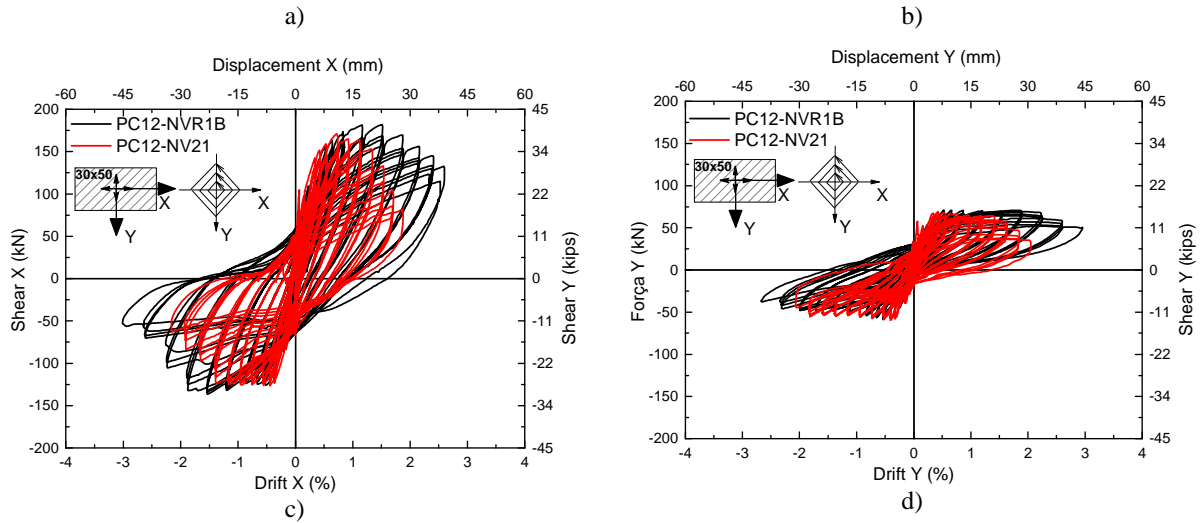 a)
b)
Displacement X (mm)
-60 -45 -30 -15 0 15 30 45 60
200
150
100
50
0
-50
-100
-150
-200
Shear X (kN)
PC12-NVR1B
PC12-NV21
30x50
X
Y
X
Y
45
34
22
11
0
-11
-22
-34
-45
Shear Y (kips)
-4 -3 -2 -1 0 1 2 3 4
Drift X (%)
c)
Displacement Y (mm)
-60 -45 -30 -15 0 15 30 45 60
200
150
100
50
0
-50
-100
-150
-200
Força Y (kN)
PC12-NVR1B
PC12-NV21
30x50
X
Y
X
Y
45
34
22
11
0
-11
-22
-34
-45
Shear Y (kips)
-4 -3 -2 -1 0 1 2 3 4
Drift Y (%)
d)